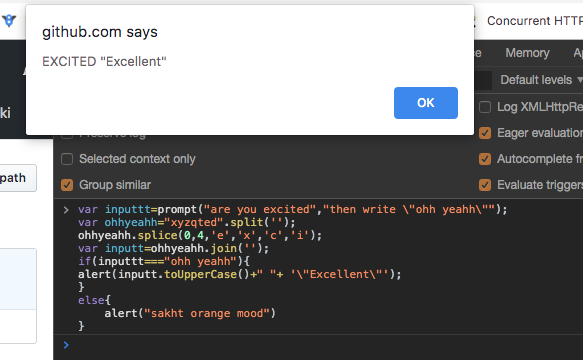 github.com says
EXCITED "Excellent"
OK
Concurrent HTTP
ki
path
Memory
Default levels
Log XMLHttpRe
Preserve log
Eager evaluation
Selected context only
Autocomplete fr
Group similar
Evaluate triggers
var inputtt=prompt("are you excited","then write \"ohh yeahh\"");
var ohhyeahh="xyzqted".split('');
ohhyeahh.splice(0,4,'e','x','c','i');
var inputt=ohhyeahh.join('');
if(inputtt==="ohh yeahh"){
alert(inputt.toUpperCase()+" "+ '\"Excellent\"');
}
else{
alert("sakht orange mood")
}